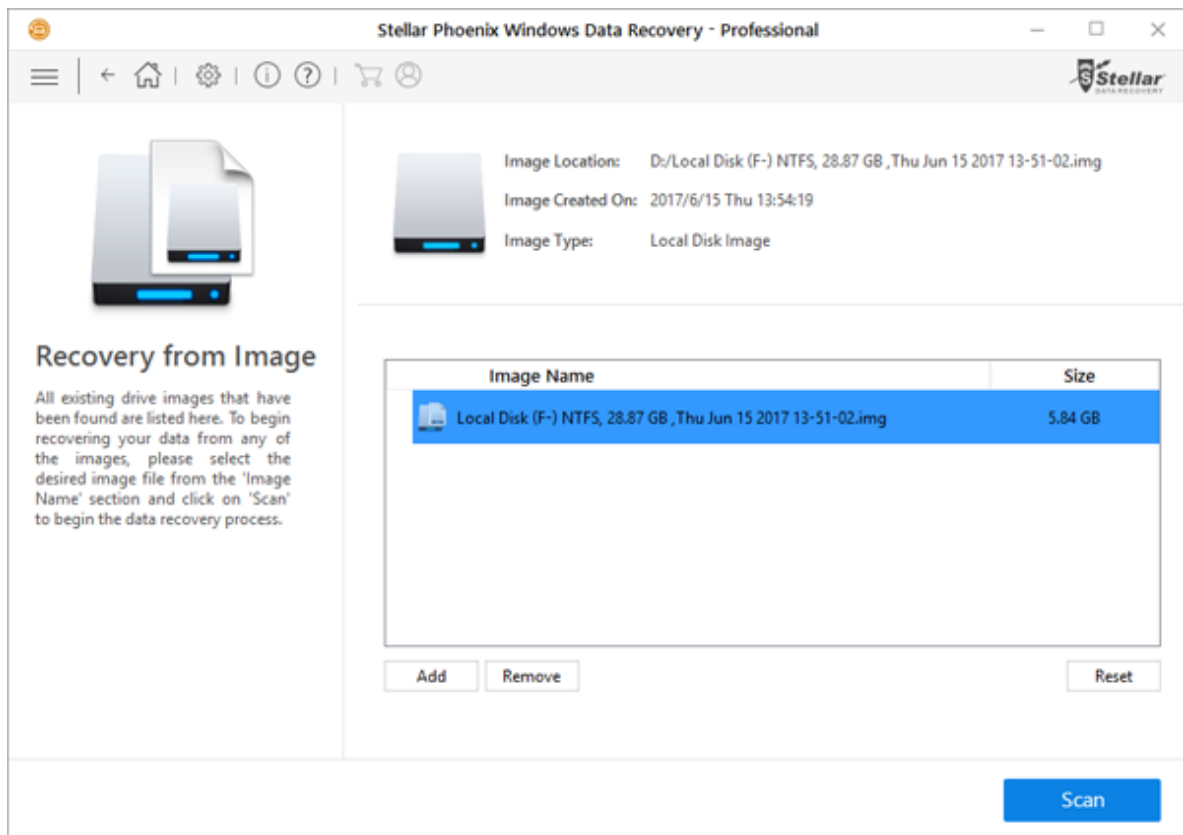 Stellar Phoenix Windows Data Recovery - Professional
Stellar
DATA RECOVERY
Image Location: D:/Local Disk (F-) NTFS, 28.87 GB ,Thu Jun 15 2017 13-51-02.img
Image Created On: 2017/6/15 Thu 13:54:19
Image Type: Local Disk Image
Recovery from Image
All existing drive images that have
been found are listed here. To begin
recovering your data from any of
the images, please select the
desired image file from the 'Image
Name' section and click on 'Scan'
to begin the data recovery process.
Image Name Size
Local Disk (F-) NTFS, 28.87 GB ,Thu Jun 15 2017 13-51-02.img 5.84 GB
Add Remove Reset
Scan